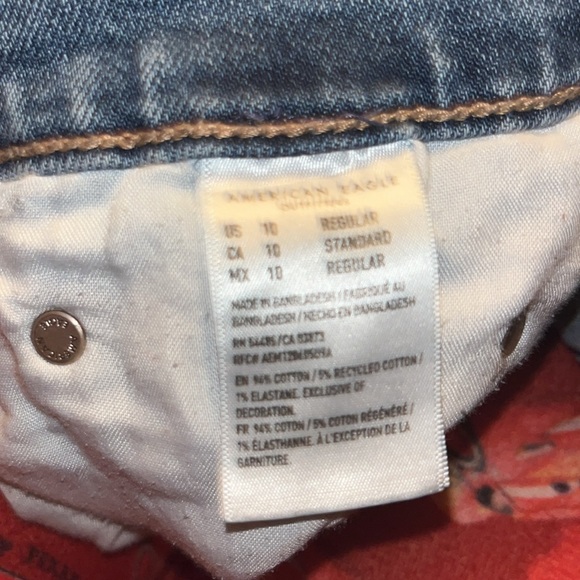 AMERICAN EAGLE
OUTFITTERS
US 10 REGULAR
CA 10 STANDARD
MX 10 REGULAR
MADE IN BANGLADESH / FABRIQUÉ AU
BANGLADESH / HECHO EN BANGLADESH
RN 54485 / CA 03873
EN 94% COTTON / 5% RECYCLED COTTON /
1% ELASTANE. EXCLUSIVE OF
DECORATION.
FR 94% COTON / 5% COTON RÉGÉNÉRÉ /
1% ÉLASTHANNE. À L'EXCEPTION DE LA
GARNITURE.